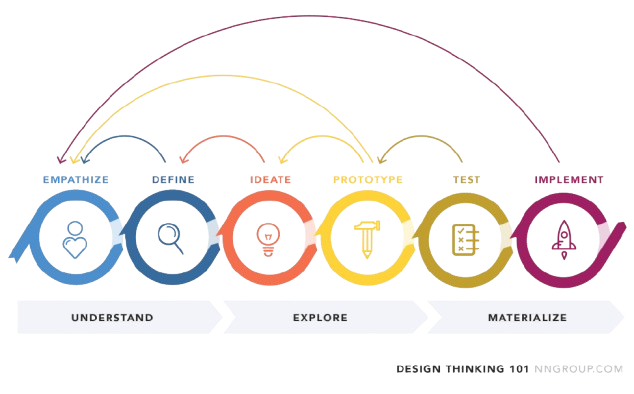 EMPATHIZE DEFINE IDEATE PROTOTYPE TEST IMPLEMENT
UNDERSTAND EXPLORE MATERIALIZE
DESIGN THINKING 101 NNGROUP.COM